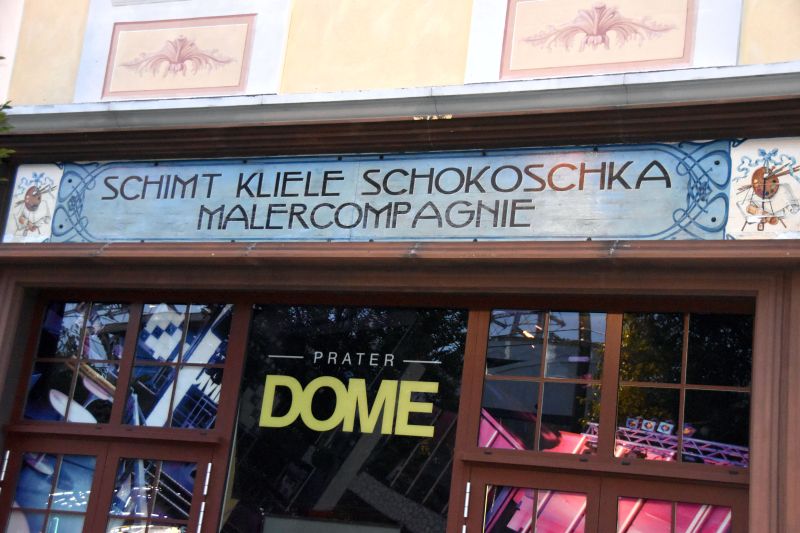 SCHIMT KLIELE SCHOKOSCHKA
MALERCOMPAGNIE
PRATER
DOME